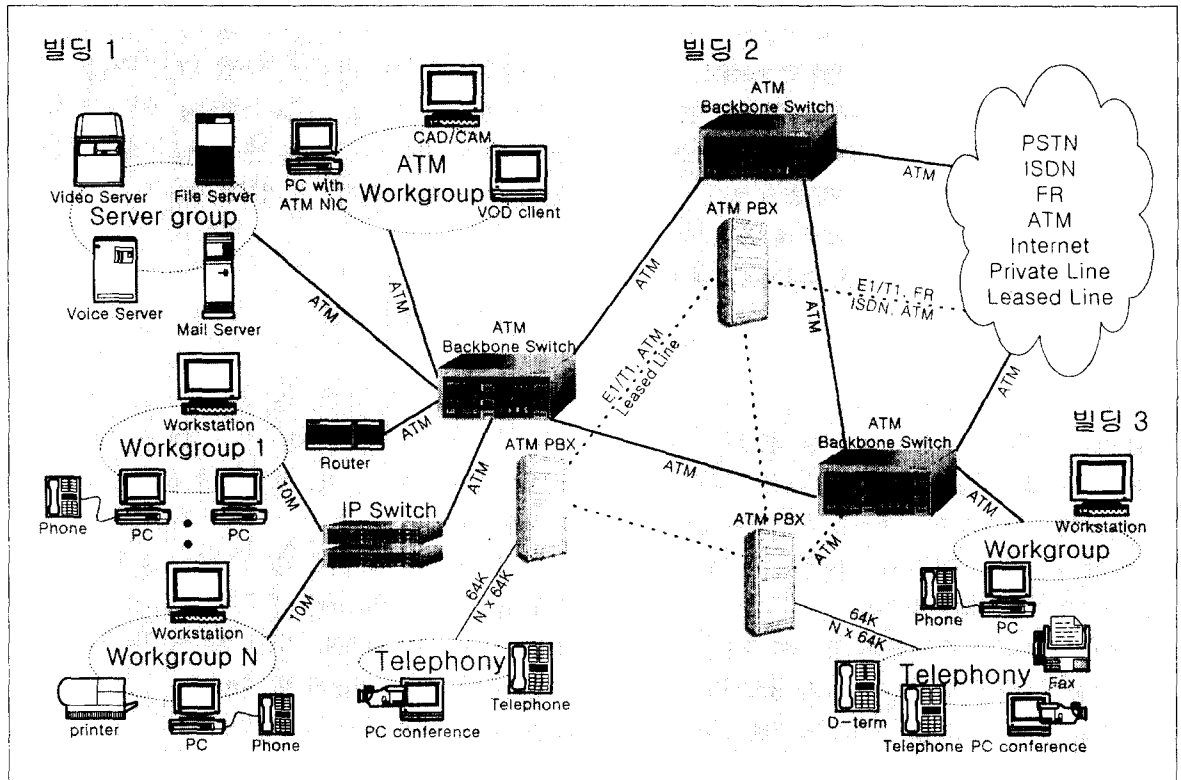 빌딩 1
Video Server
File Server
Server group
Voice Server
Mail Server
PC with
ATM NIC
CAD/CAM
ATM
Workgroup
VOD client
ATM
ATM
ATM
Backbone Switch
Workstation
Workgroup 1
Phone
PC
PC
Router
ATM
10M
IP Switch
ATM
10M
Workstation
Workgroup N
printer
PC
Phone
ATM PBX
64K
N x 64K
Telephony
Telephone
PC conference
빌딩 2
ATM
Backbone Switch
ATM
ATM PBX
ATM
E1/T1, ATM
Leased Line
ATM
ATM
E1/T1, FR
ISDN, ATM
PSTN
ISDN
FR
ATM
Internet
Private Line
Leased Line
ATM
빌딩 3
ATM
Backbone Switch
ATM PBX
ATM
ATM
Workstation
Workgroup
Phone
PC
64K
N x 64K
Telephony
Fax
D-term
Telephone
PC conference